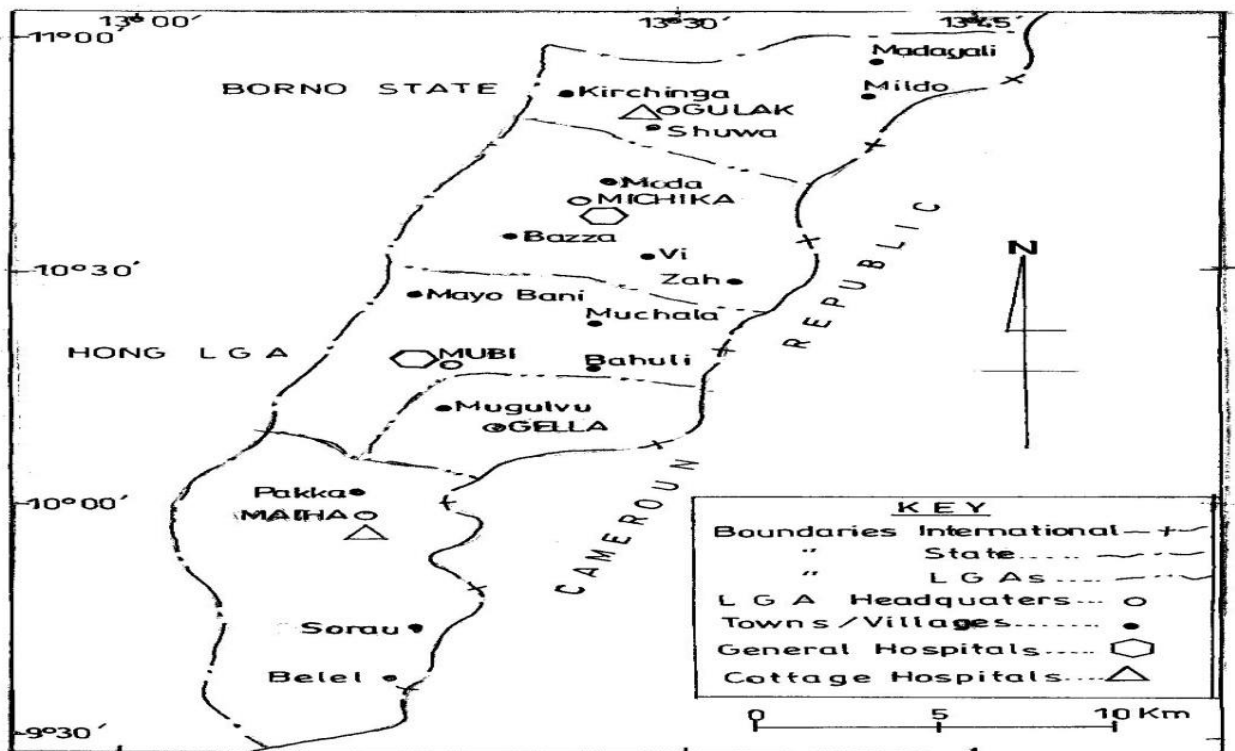 13°00'
13°30'
13°45'
11°00'
Madagali
BORNO STATE
Kirchinga
Mildo
GULAK
Shuwa
Moda
MICHIKA
Bazza
Vi
10°30'
Zah
Mayo Bani
Muchala
HONG LGA
MUBI
Bahuli
Mugulvu
GELLA
CAMEROUN REPUBLIC
N
Pakka
10°00'
MAIHA
Sorau
Belel
9°30'
KEY
Boundaries International
" State.....
" LGAs.....
LGA Headquaters...
Towns/Villages........
General Hospitals.....
Cottage Hospitals....
0 5 10 Km